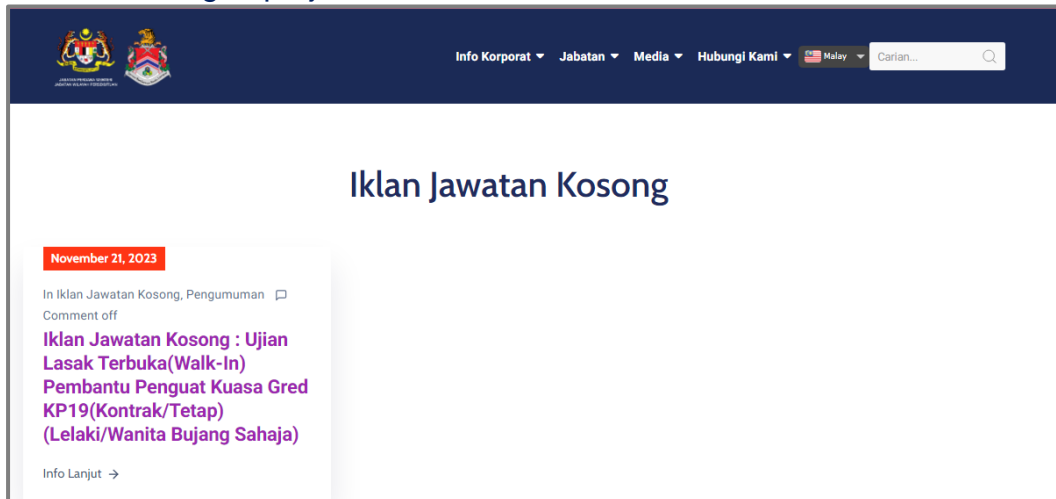 Info Korporat
Jabatan
Media
Hubungi Kami
Malay
Carian...
Iklan Jawatan Kosong
November 21, 2023
In Iklan Jawatan Kosong, Pengumuman
Comment off
Iklan Jawatan Kosong : Ujian
Lasak Terbuka(Walk-In)
Pembantu Penguat Kuasa Gred
KP19(Kontrak/Tetap)
(Lelaki/Wanita Bujang Sahaja)
Info Lanjut →